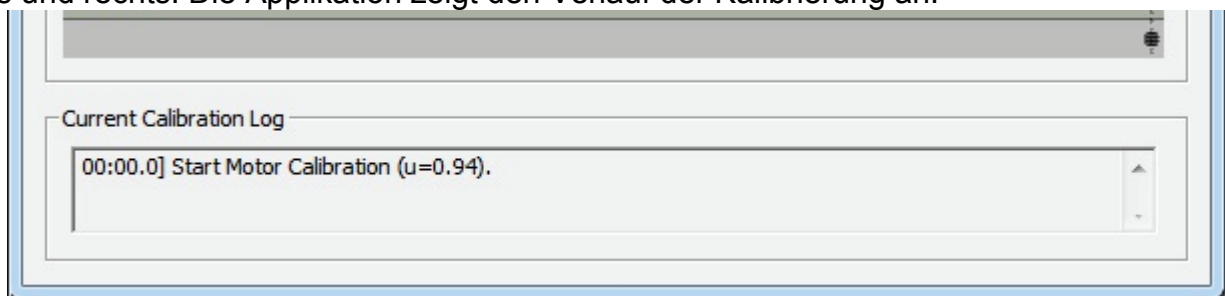 und rechts. Die Applikation zeigt den Verlauf der Kalibrierung an.
Current Calibration Log
00:00.0] Start Motor Calibration (u=0.94).